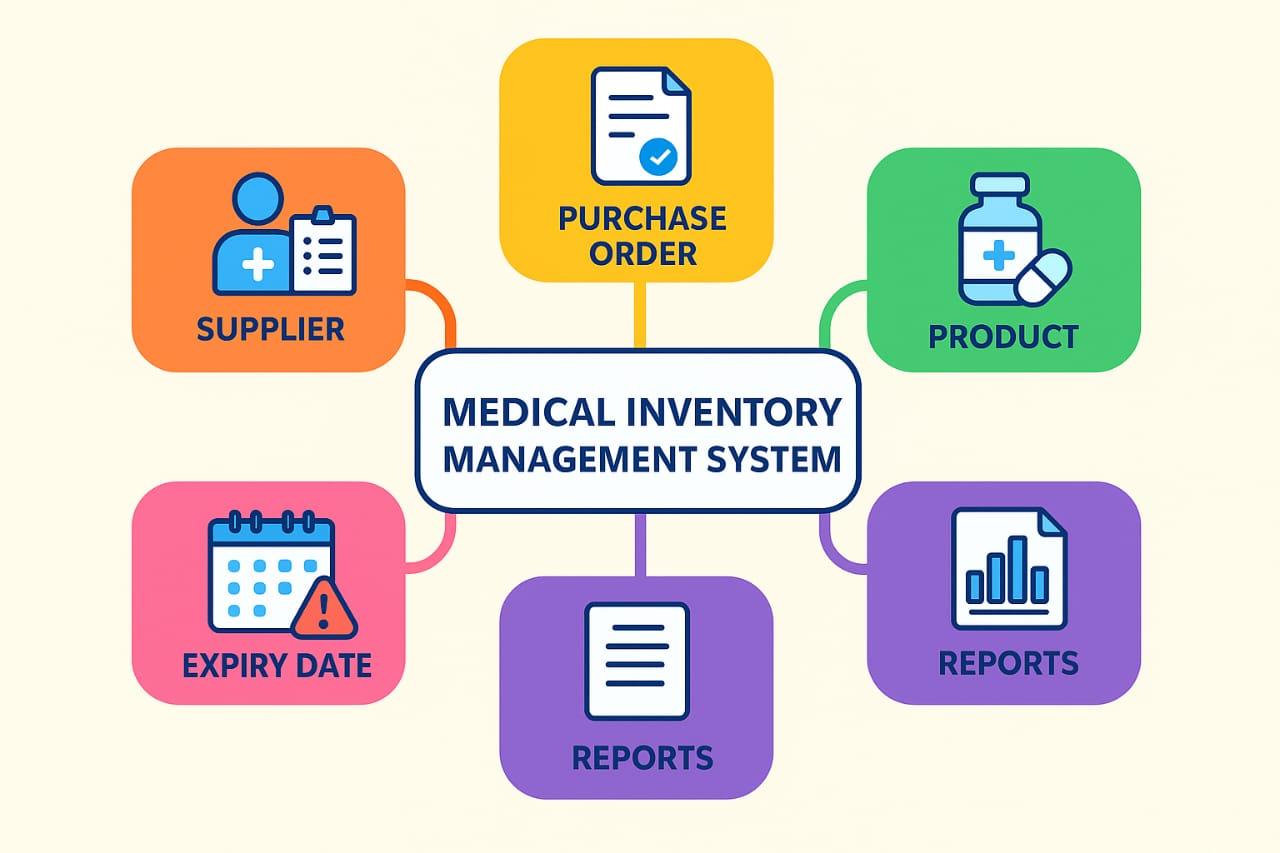 PURCHASE
ORDER
SUPPLIER
PRODUCT
MEDICAL INVENTORY
MANAGEMENT SYSTEM
EXPIRY DATE
REPORTS
REPORTS